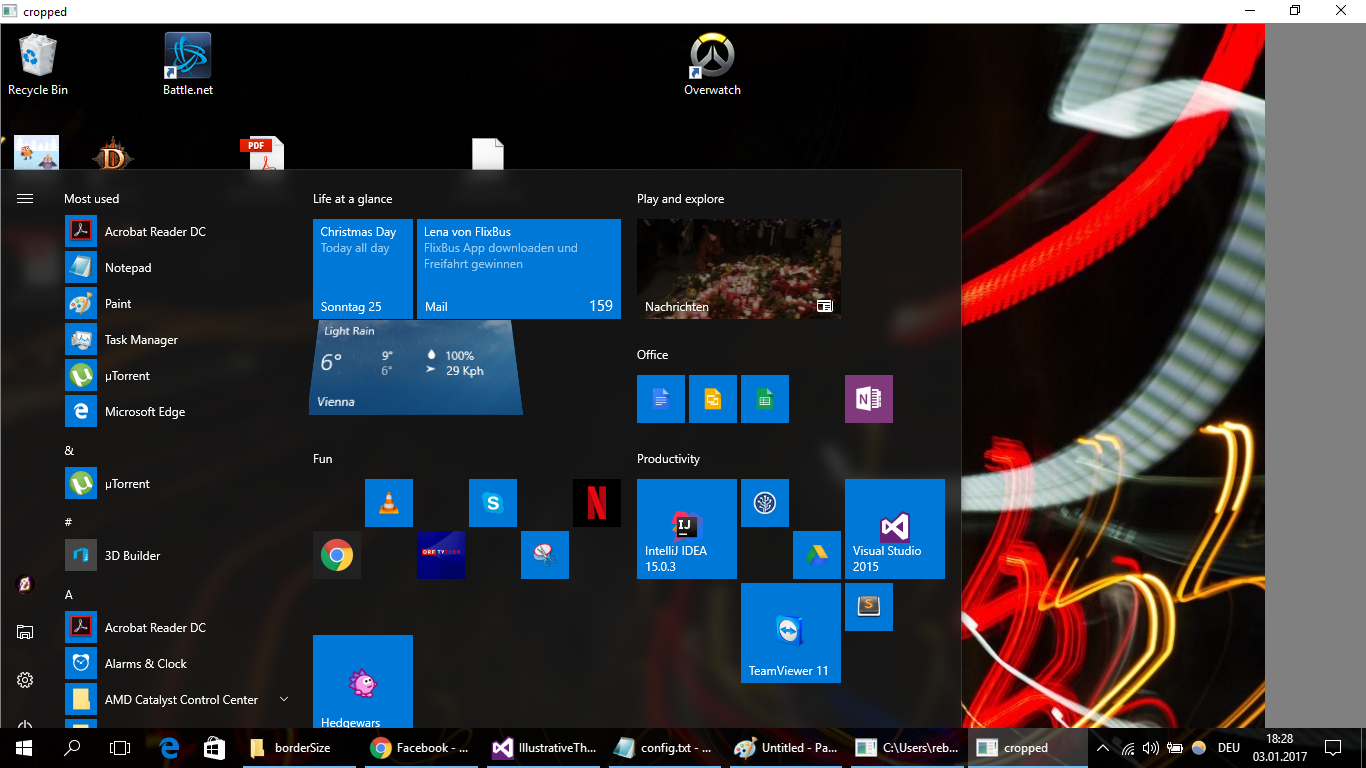 cropped
Recycle Bin
Battle.net
Overwatch
PDF
Most used
Acrobat Reader DC
Notepad
Paint
Task Manager
µTorrent
Microsoft Edge
&
µTorrent
#
3D Builder
A
Acrobat Reader DC
Alarms & Clock
AMD Catalyst Control Center
Life at a glance
Christmas Day
Today all day
Sonntag 25
Lena von FlixBus
FlixBus App downloaden und
Freifahrt gewinnen
Mail
159
Light Rain
6°
9°
6°
100%
29 Kph
Vienna
Fun
S
N
ORF TVTHEK
Hedgewars
Play and explore
Nachrichten
Office
N
Productivity
IJ
IntelliJ IDEA
15.0.3
Visual Studio
2015
S
TeamViewer 11
borderSize
Facebook - ...
IllustrativeTh...
config.txt - ...
Untitled - Pa...
C:\Users\reb...
cropped
DEU
18:28
03.01.2017